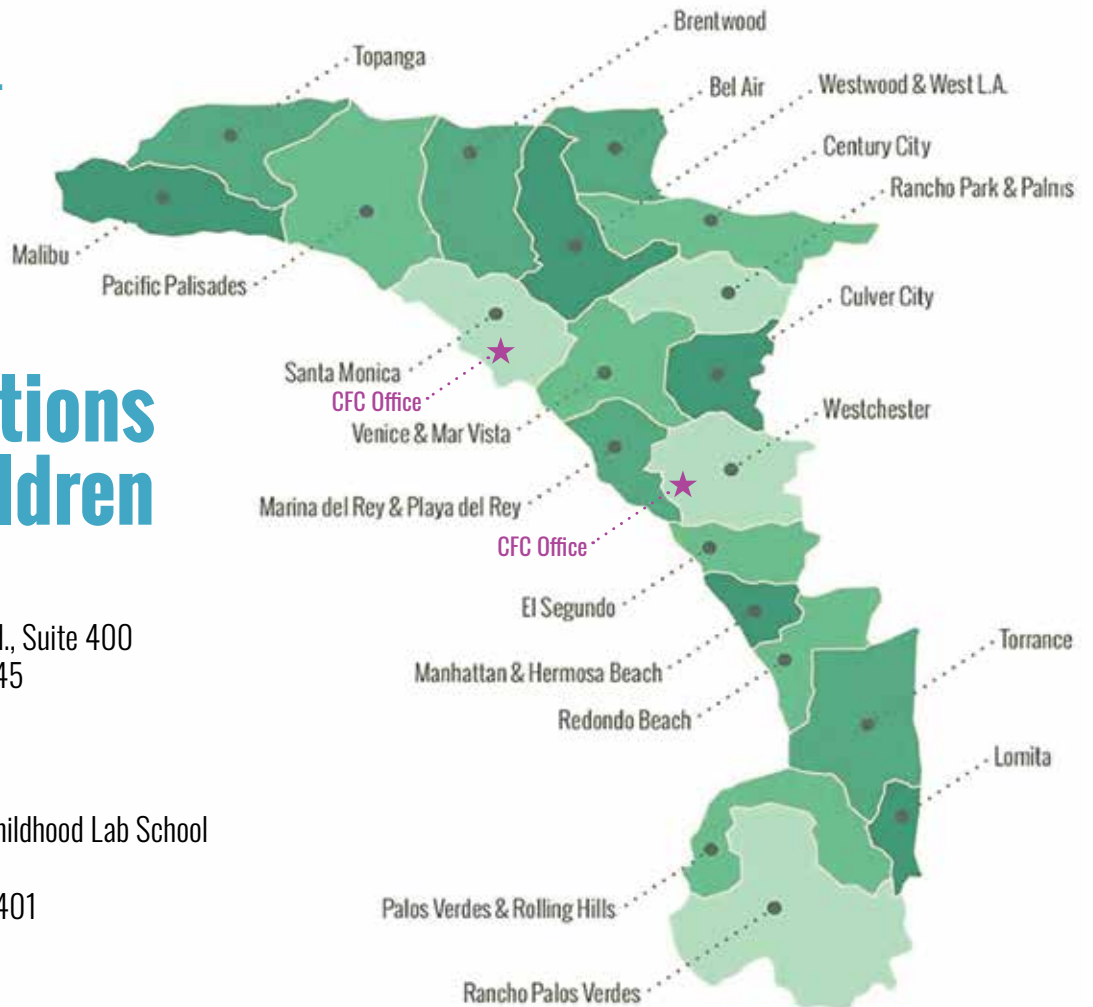 Brentwood
Topanga
Bel Air
Westwood & West L.A.
Century City
Rancho Park & Palms
Malibu
Pacific Palisades
Culver City
Santa Monica
CFC Office
Venice & Mar Vista
Westchester
Marina del Rey & Playa del Rey
CFC Office
El Segundo
Manhattan & Hermosa Beach
Redondo Beach
Torrance
Lomita
Palos Verdes & Rolling Hills
Rancho Palos Verdes
tions
ldren
., Suite 400
45
hildhood Lab School
401